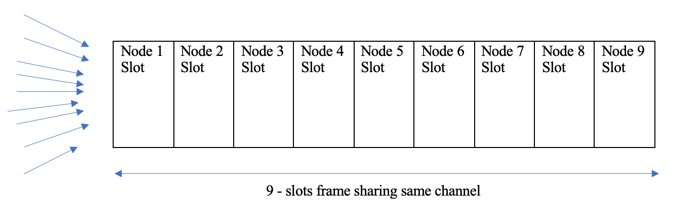 Node 1 Node 2 Node 3 Node 4 Node 5 Node 6 Node 7 Node 8 Node 9
Slot Slot Slot Slot Slot Slot Slot Slot Slot
9 - slots frame sharing same channel